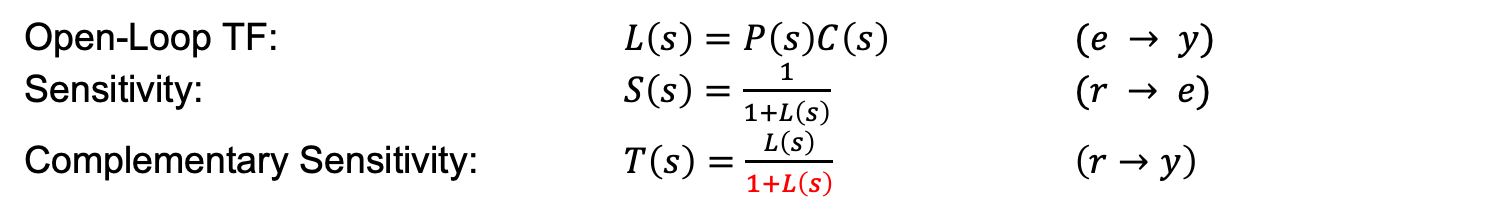 Open-Loop TF: L(s) = P(s)C(s) (e → y)
Sensitivity: S(s) = 1/1+L(s) (r → e)
Complementary Sensitivity: T(s) = L(s)/1+L(s) (r → y)